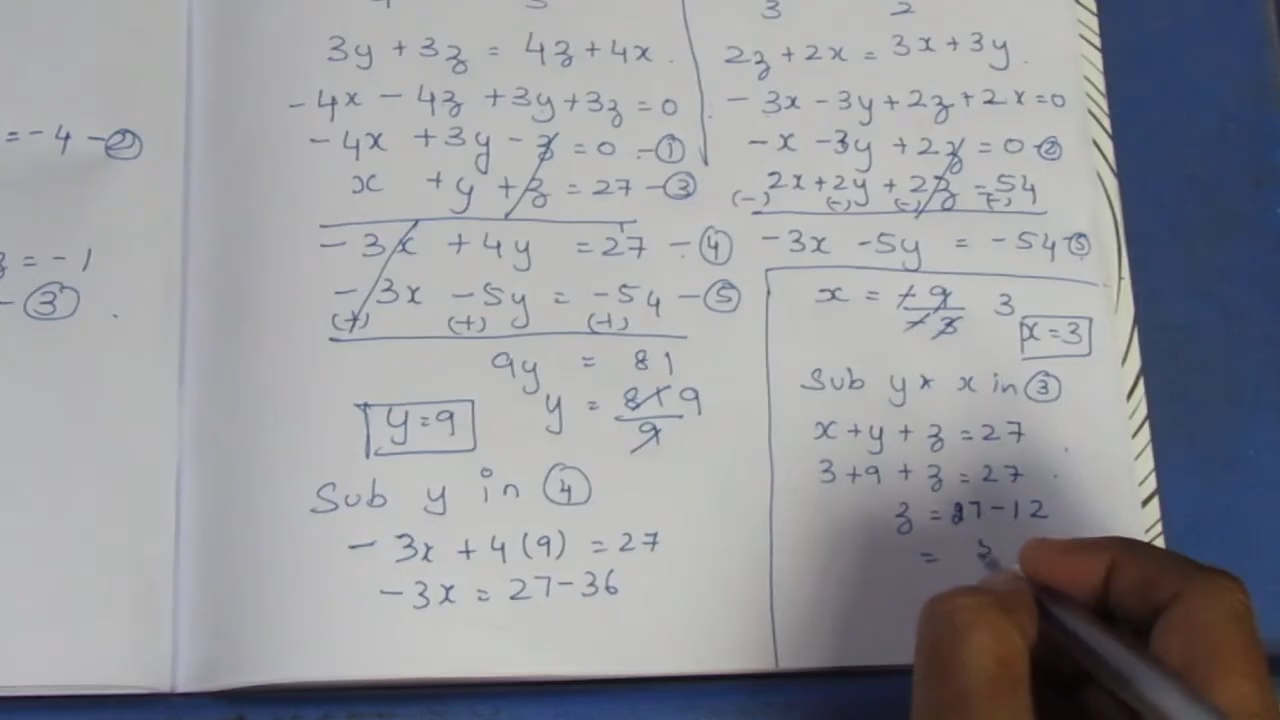 = -4 - ②
z = -1
- ③
3y + 3z = 4z + 4x
-4x - 4z + 3y + 3z = 0
-4x + 3y - z = 0 - ①
x + y + z = 27 - ③
-3x + 4y = 27 - ④
-3x - 5y = -54 - ⑤
(+) (+) (+)
9y = 81
y = 81/9 9
y = 9
Sub y in ④
-3x + 4(9) = 27
-3x = 27 - 36
3 2
2z + 2x = 3x + 3y
-3x - 3y + 2z + 2x = 0
-x - 3y + 2z = 0 - ②
2x + 2y + 2z = 54
(-) (-) (-) (-)
-3x - 5y = -54 - ⑤
x = -9/-3 3
x = 3
Sub y & x in ③
x + y + z = 27
3 + 9 + z = 27
z = 27 - 12
=